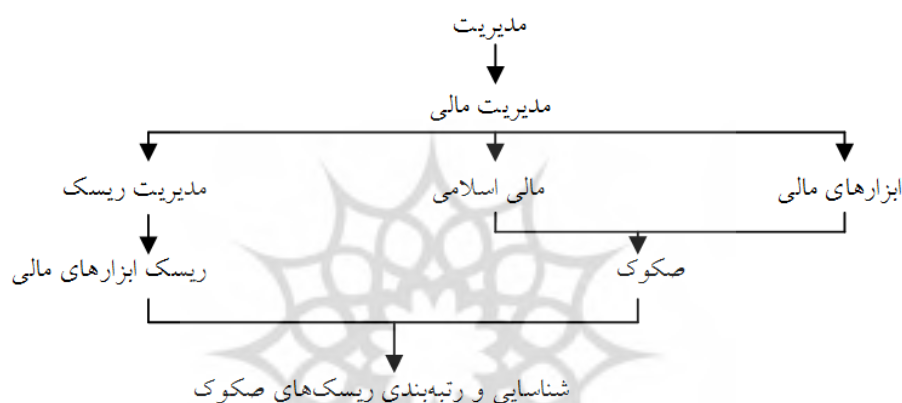 مدیریت
مدیریت مالی
ابزارهای مالی
مالی اسلامی
مدیریت ریسک
صکوک
ریسک ابزارهای مالی
شناسایی و رتبه‌بندی ریسک‌های صکوک